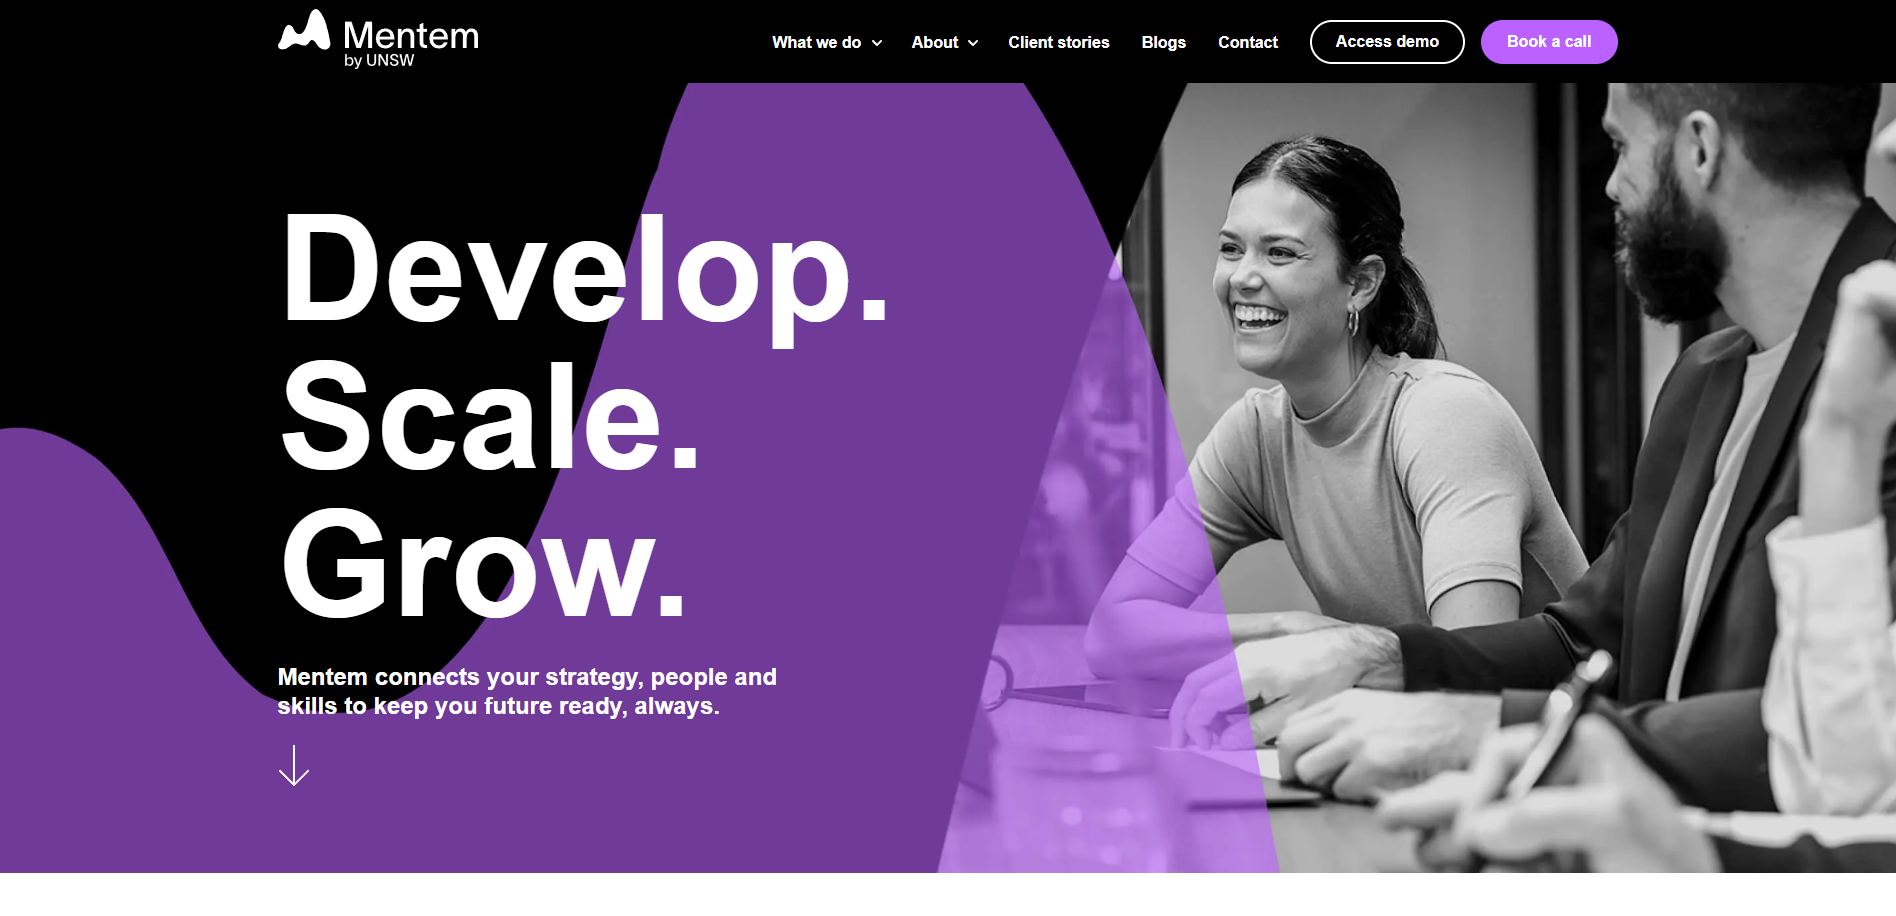 Mentem
by UNSW
What we do
About
Client stories
Blogs
Contact
Access demo
Book a call
Develop.
Scale.
Grow.
Mentem connects your strategy, people and
skills to keep you future ready, always.